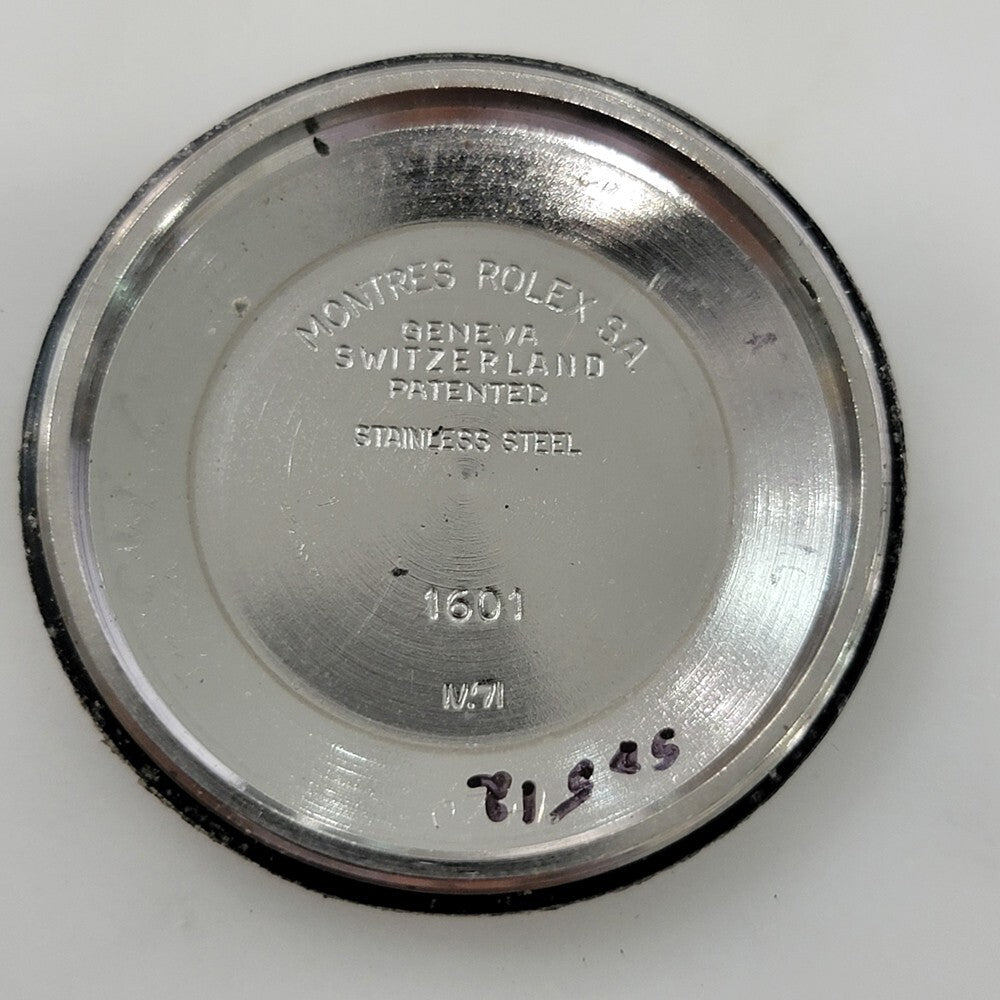 MONTRES ROLEX SA
GENEVA
SWITZERLAND
PATENTED
STAINLESS STEEL
1601
IV.71